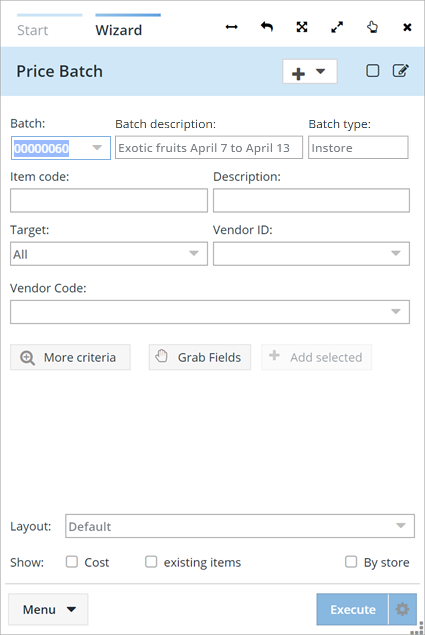 Start Wizard
Price Batch
Batch: Batch description: Batch type:
00000060 Exotic fruits April 7 to April 13 Instore
Item code: Description:
Target: Vendor ID:
All
Vendor Code:
More criteria Grab Fields Add selected
Layout: Default
Show: Cost existing items By store
Menu Execute